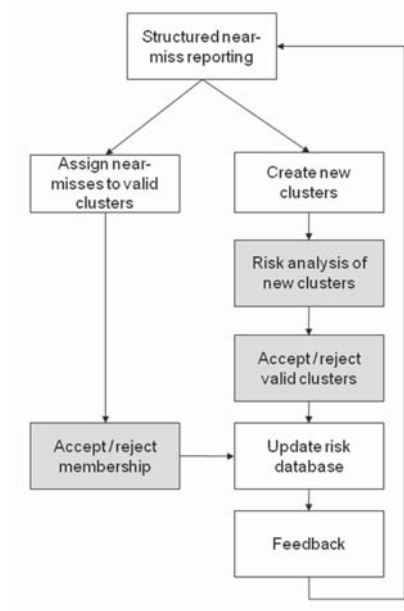 Structured near-
miss reporting
Assign near-
misses to valid
clusters
Create new
clusters
Risk analysis of
new clusters
Accept/reject
valid clusters
Accept/reject
membership
Update risk
database
Feedback